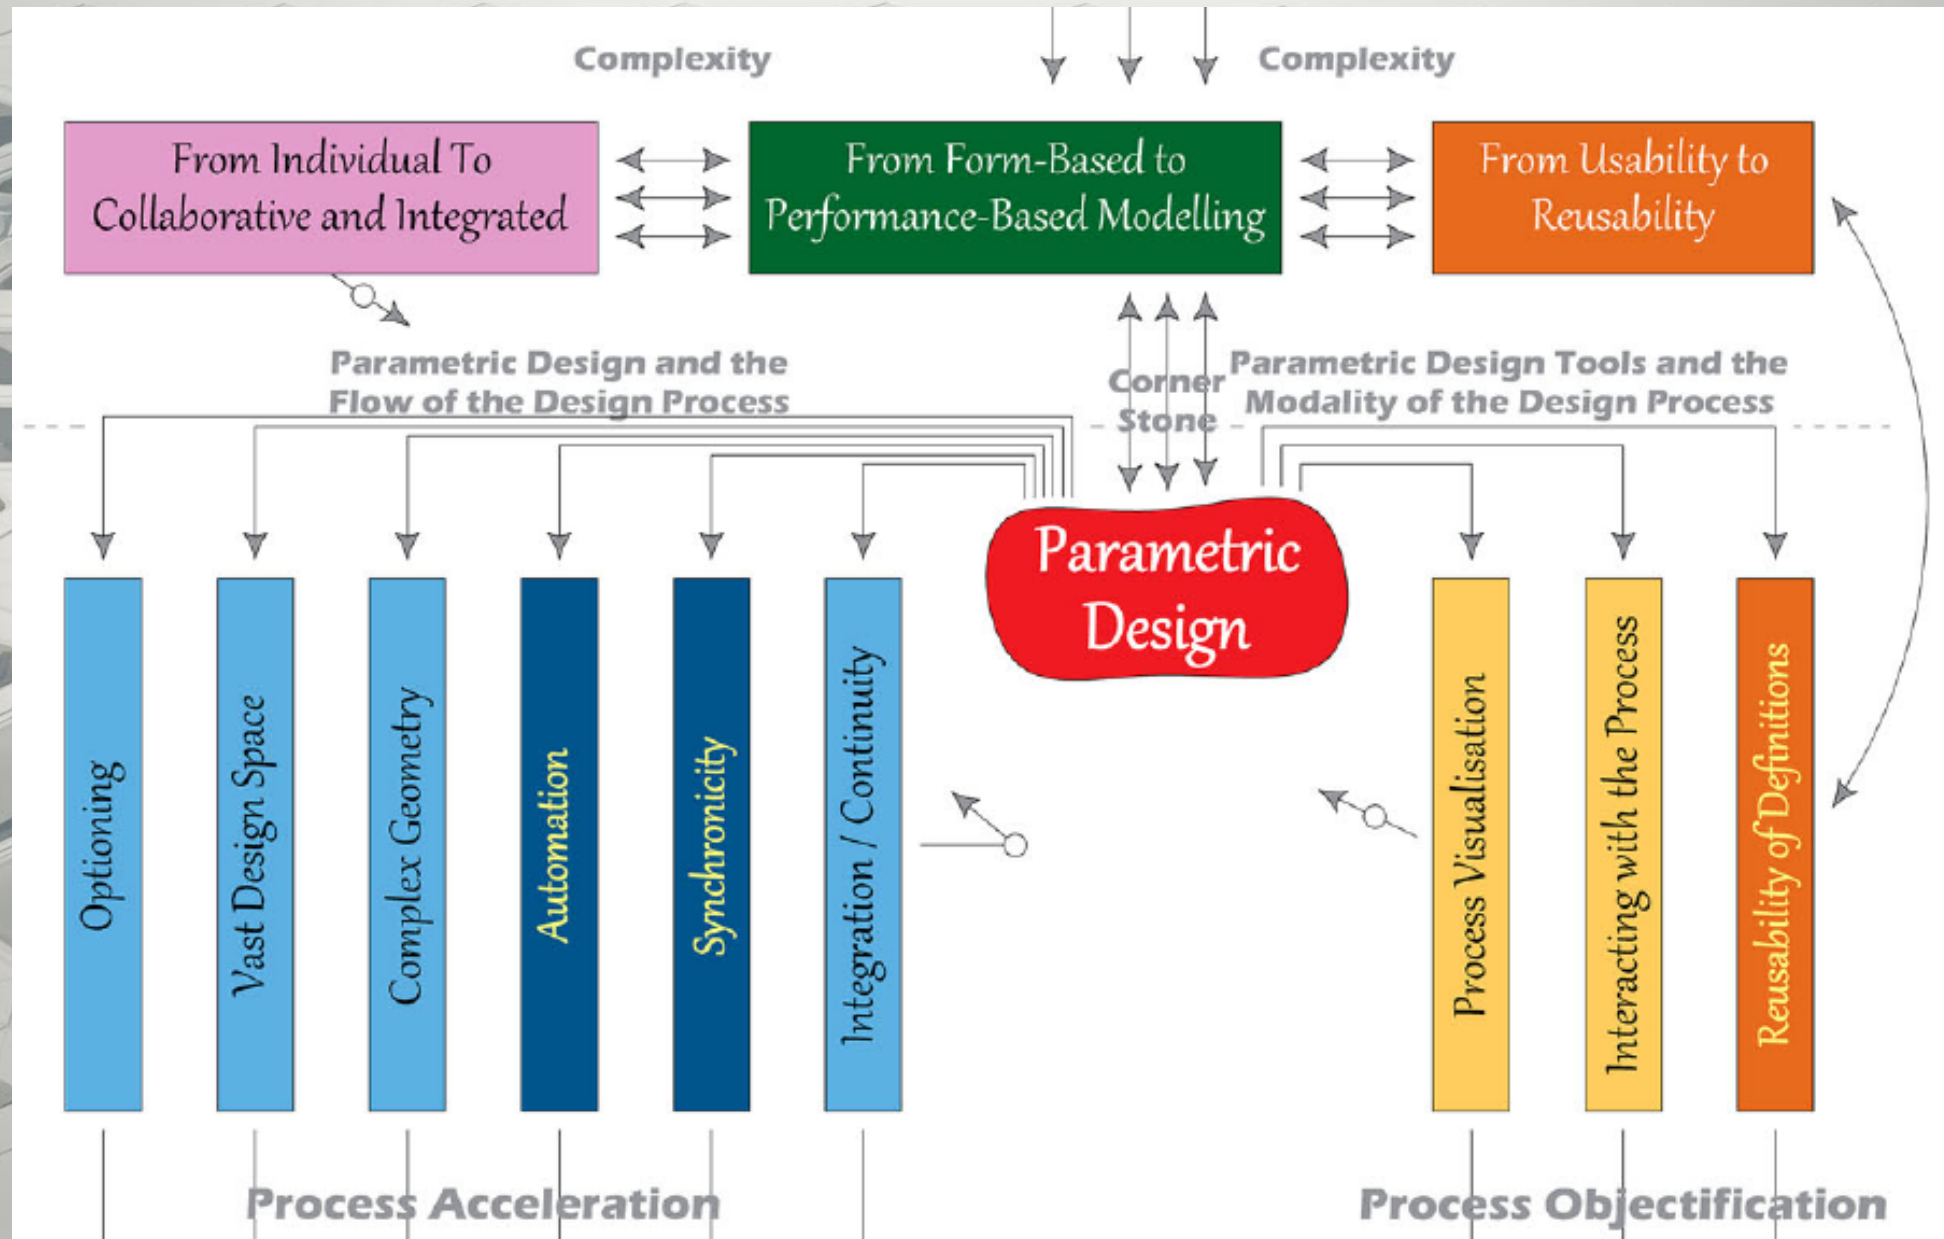 Complexity
Complexity
From Individual To
Collaborative and Integrated
From Form-Based to
Performance-Based Modelling
From Usability to
Reusability
Parametric Design and the
Flow of the Design Process
Corner
Stone
Parametric Design Tools and the
Modality of the Design Process
Parametric
Design
Optioning
Vast Design Space
Complex Geometry
Automation
Synchronicity
Integration / Continuity
Process Visualisation
Interacting with the Process
Reusability of Definitions
Process Acceleration
Process Objectification